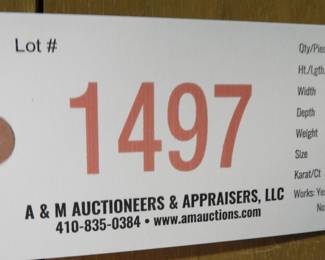 Lot #
1497
A & M AUCTIONEERS & APPRAISERS, LLC
410-835-0384 • www.amauctions.com
Qty/Pie
Ht./Lgth
Width
Depth
Weight
Size
Karat/Ct
Works: Yes
No